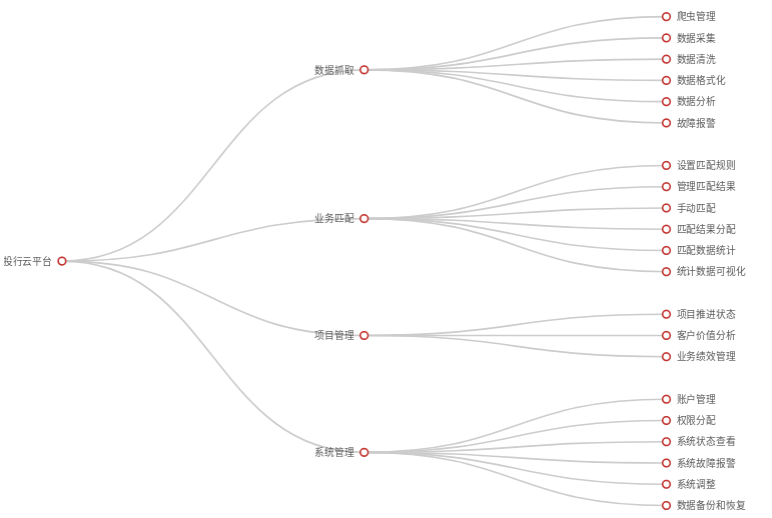 投行云平台
数据抓取
爬虫管理
数据采集
数据清洗
数据格式化
数据分析
故障报警
业务匹配
设置匹配规则
管理匹配结果
手动匹配
匹配结果分配
匹配数据统计
统计数据可视化
项目管理
项目推进状态
客户价值分析
业务绩效管理
系统管理
账户管理
权限分配
系统状态查看
系统故障报警
系统调整
数据备份和恢复